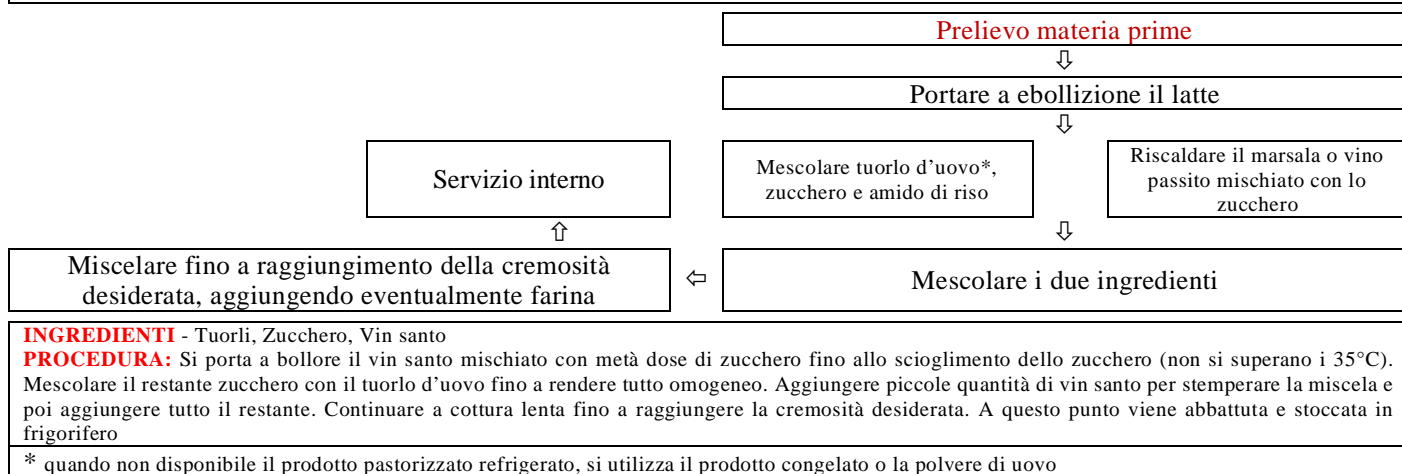 Prelievo materia prime
⇩
Portare a ebollizione il latte
⇩
Mescolare tuorlo d’uovo*,
zucchero e amido di riso
Riscaldare il marsala o vino
passito mischiato con lo
zucchero
Servizio interno
⇧
⇩
Miscelare fino a raggiungimento della cremosità
desiderata, aggiungendo eventualmente farina
⇦
Mescolare i due ingredienti
INGREDIENTI - Tuorli, Zucchero, Vin santo
PROCEDURA: Si porta a bollore il vin santo mischiato con metà dose di zucchero fino allo scioglimento dello zucchero (non si superano i 35°C).
Mescolare il restante zucchero con il tuorlo d’uovo fino a rendere tutto omogeneo. Aggiungere piccole quantità di vin santo per stemperare la miscela e
poi aggiungere tutto il restante. Continuare a cottura lenta fino a raggiungere la cremosità desiderata. A questo punto viene abbattuta e stoccata in
frigorifero
* quando non disponibile il prodotto pastorizzato refrigerato, si utilizza il prodotto congelato o la polvere di uovo